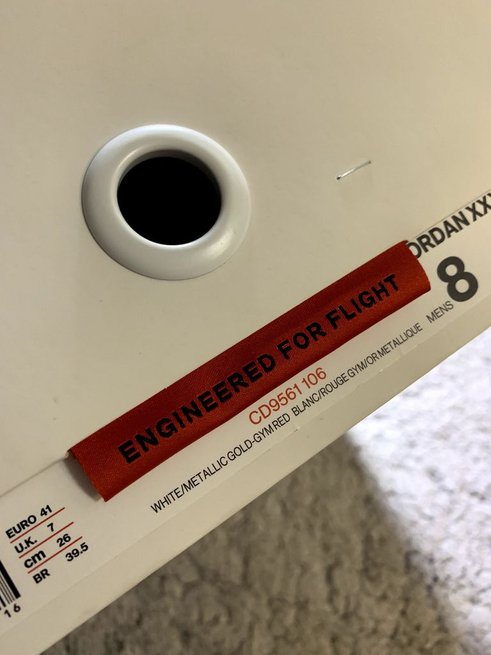 ORDAN XX
8
MENS
ENGINEERED FOR FLIGHT
CD9561 106
WHITE/METALLIC GOLD-GYM RED BLANC/ROUGE GYM/OR METALLIQUE
EURO 41
U.K. 7
cm 26
BR 39.5
16